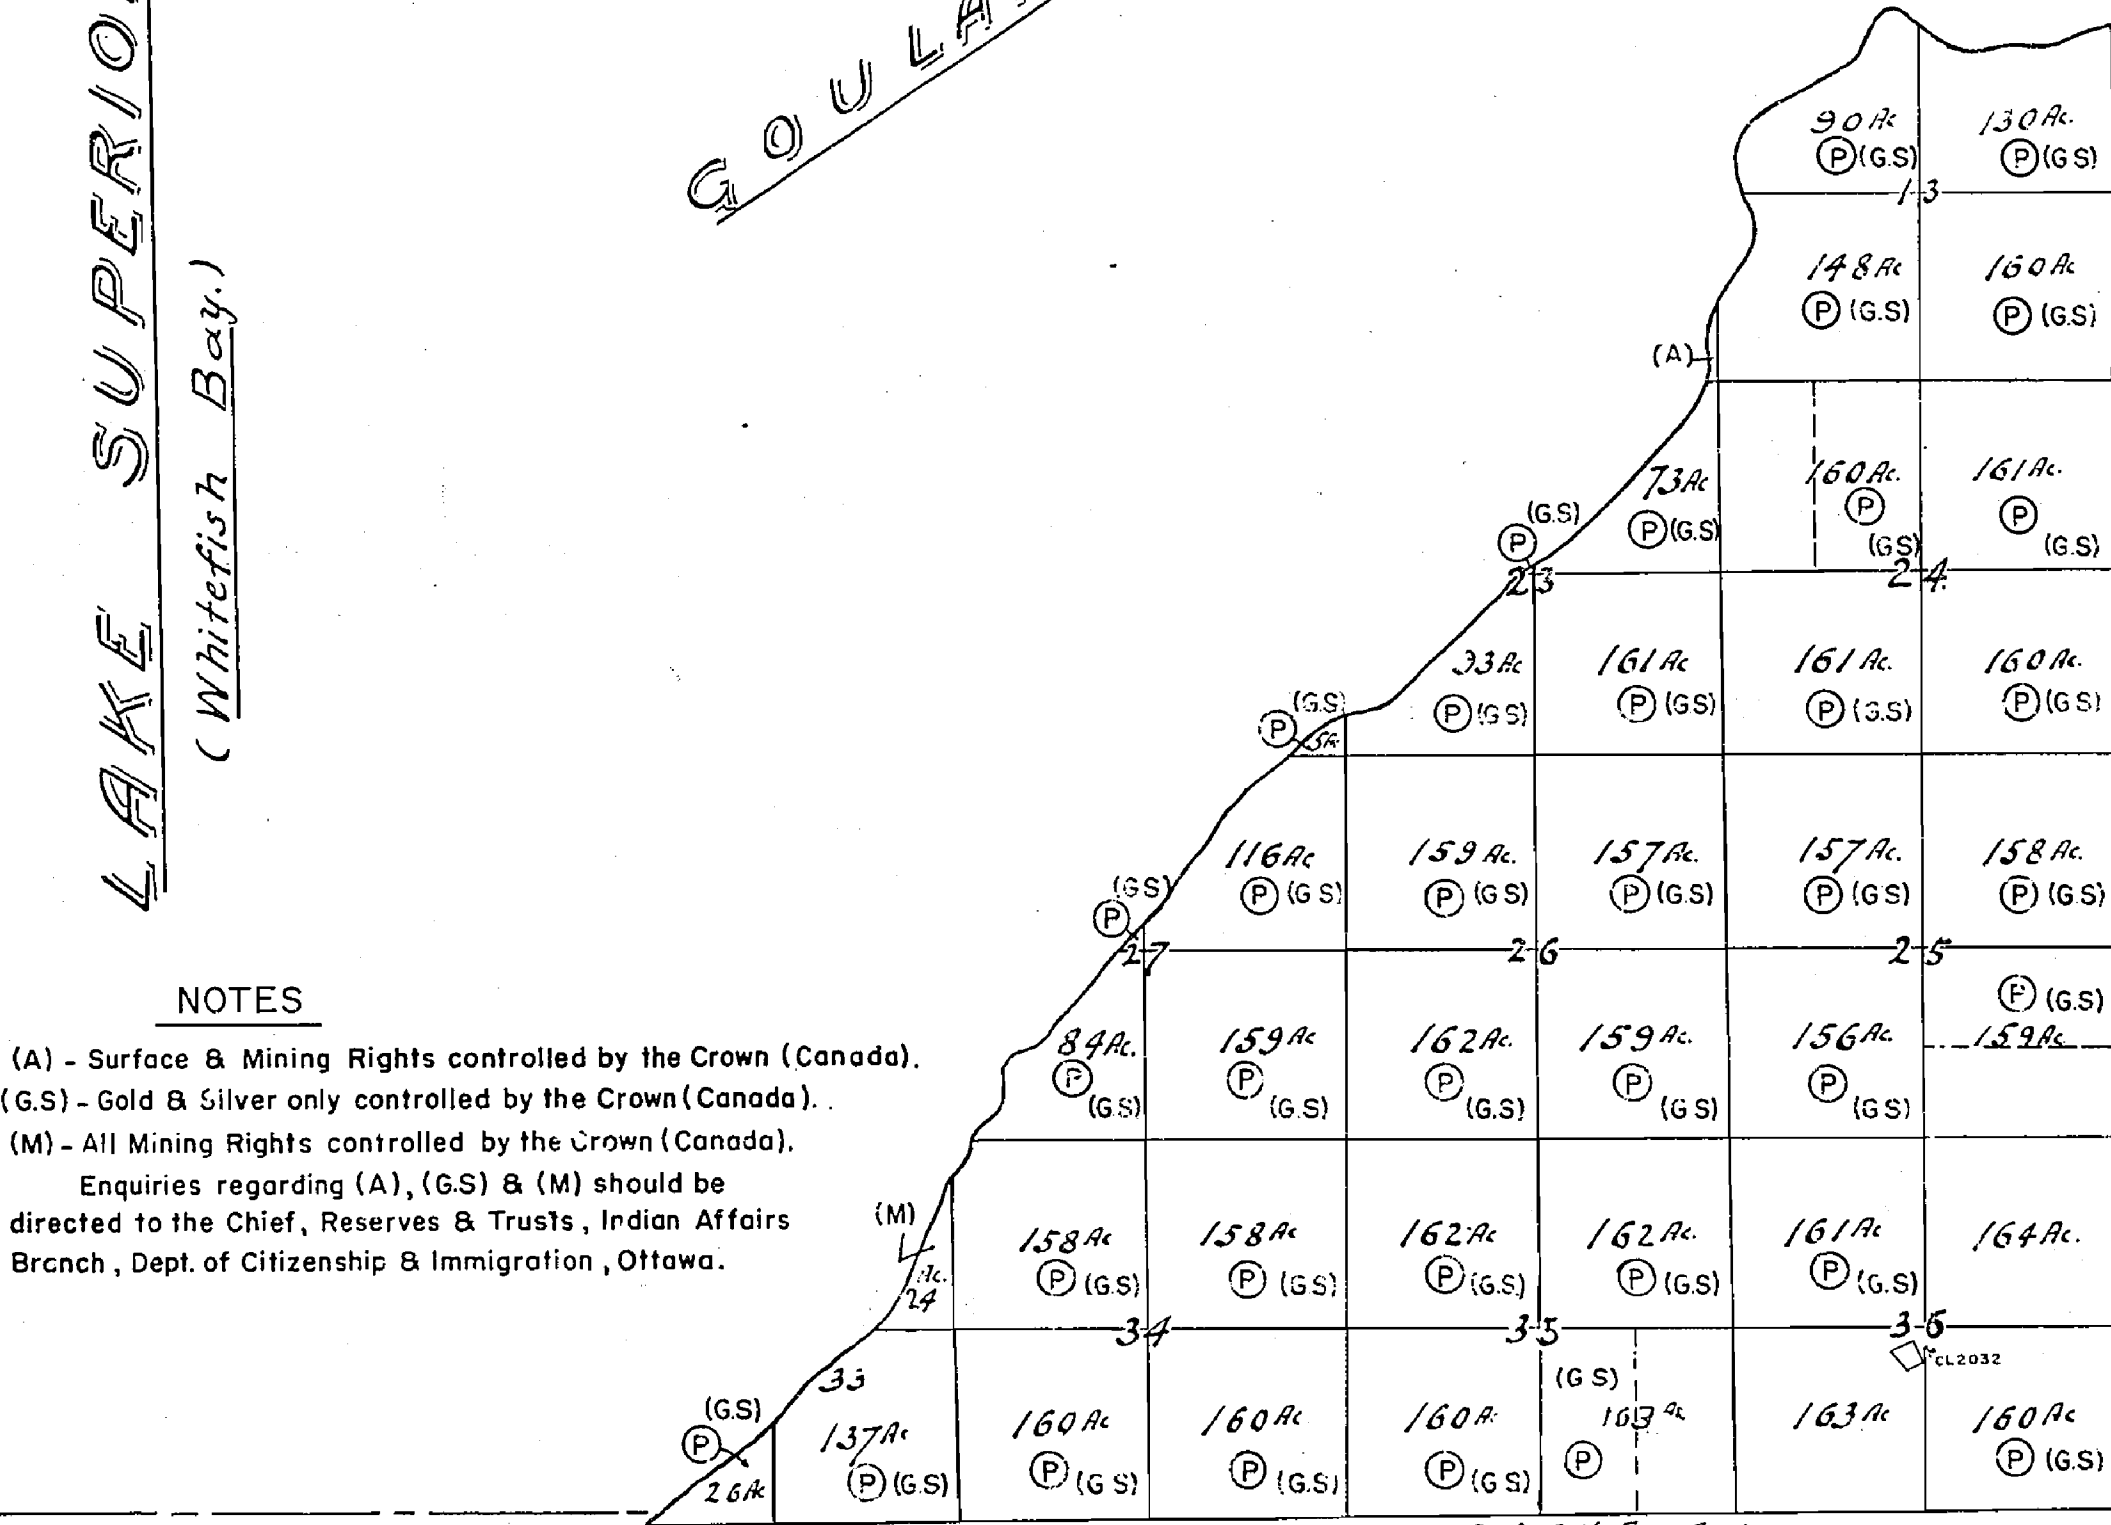 LAKE SUPERIO
(Whitefish Bay.)
GOULA
90 Ac 130 Ac.
P (G.S) P (G S)
13
148 Ac 160 Ac
P (G.S) P (G.S)
(A)
73 Ac 160 Ac. 161 Ac.
(G.S) P P (G.S) P (G S) P (G.S)
23 24
33 Ac 161 Ac 161 Ac. 160 Ac.
P (G S) P (G S) P (G.S) P (G S)
(G.S) P
116 Ac 159 Ac. 157 Ac. 157 Ac. 158 Ac.
P (G S) P (G S) P (G.S) P (G S) P (G.S)
(G S) P
27 26 25
P (G.S)
84 Ac. 159 Ac 162 Ac. 159 Ac. 156 Ac. 159 Ac.
P (G.S) P (G.S) P (G.S) P (G S) P (G S)
NOTES
(A) - Surface & Mining Rights controlled by the Crown (Canada).
(G.S) - Gold & Silver only controlled by the Crown (Canada).
(M) - All Mining Rights controlled by the Crown (Canada).
Enquiries regarding (A), (G.S) & (M) should be
directed to the Chief, Reserves & Trusts, Indian Affairs
Branch, Dept. of Citizenship & Immigration, Ottawa.
(M)
Ac.
24
158 Ac 158 Ac 162 Ac 162 Ac. 161 Ac 164 Ac.
P (G.S) P (G.S) P (G.S) P (G.S) P (G.S)
34 35 36
CL2032
33
(G.S) P
26 Ac
(G S)
137 Ac 160 Ac 160 Ac 160 A 163 Ac 163 Ac 160 Ac
P (G.S) P (G S) P (G.S) P (G S) P P (G.S)